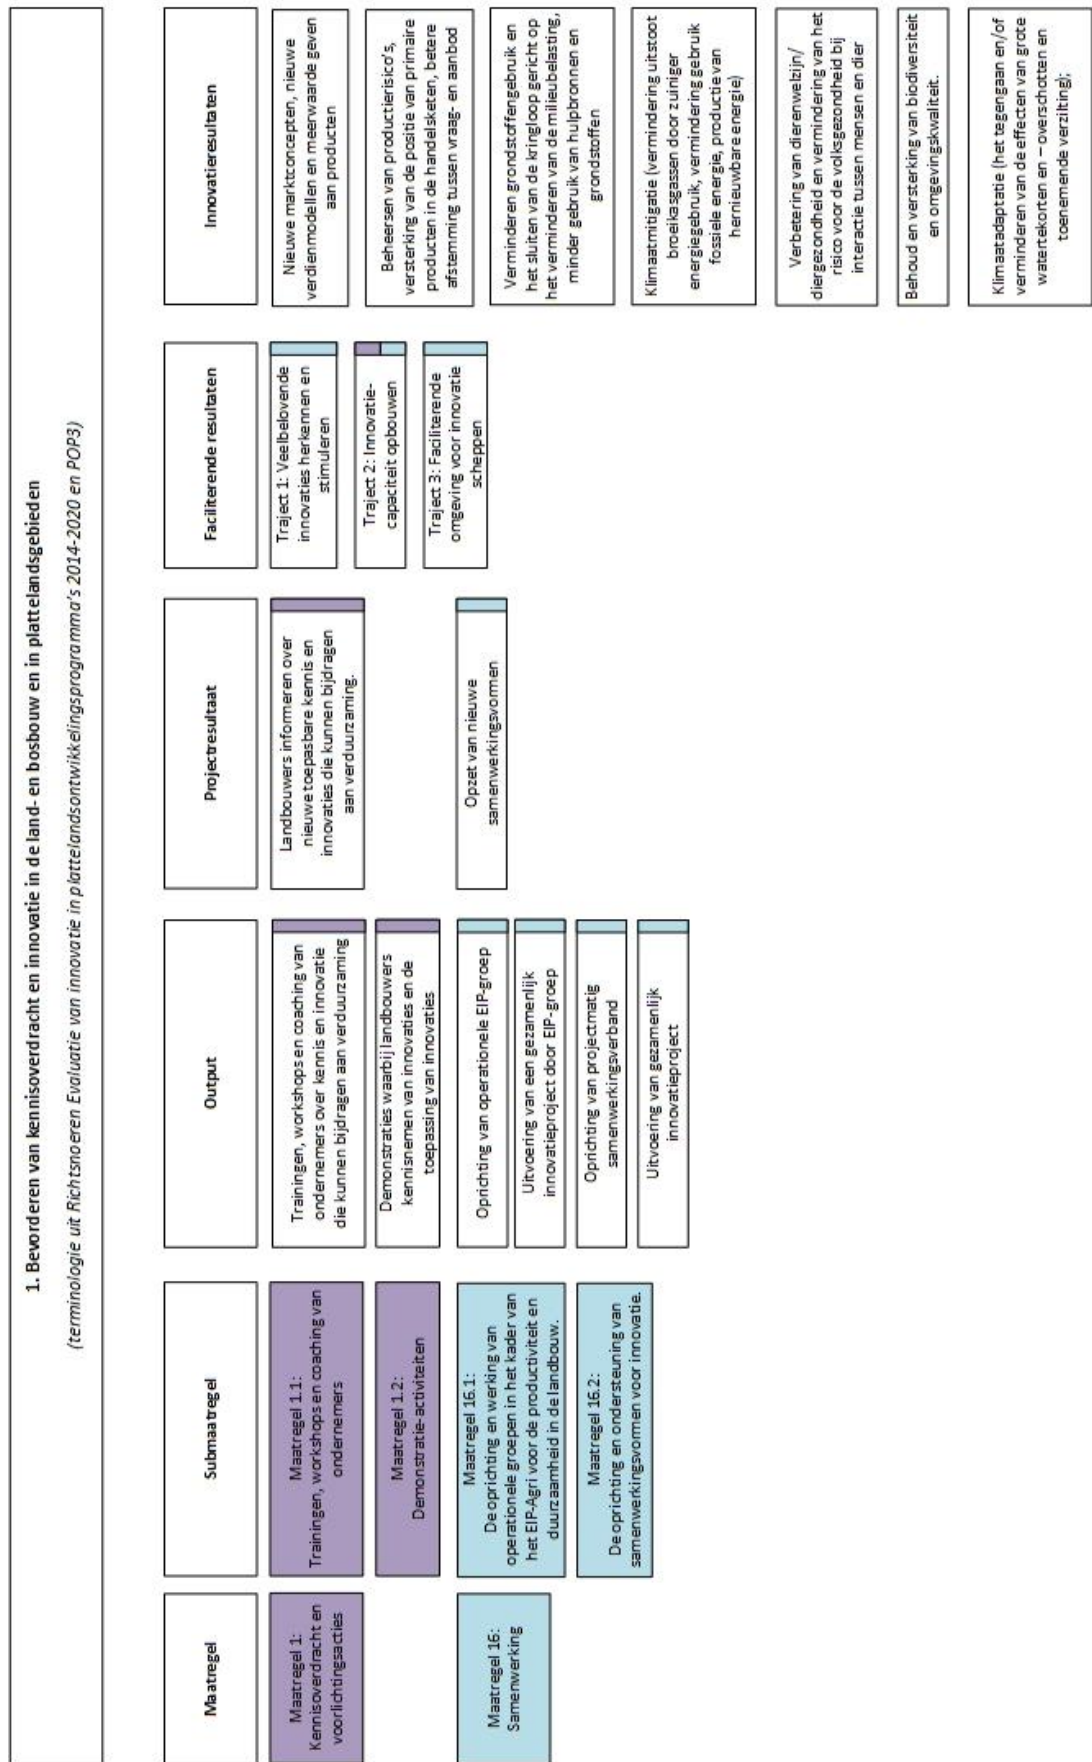 1. Bevorderen van kennisoverdracht en innovatie in de land- en bosbouw en in plattelandsgebieden
(terminologie uit Richtsnoeren Evaluatie van innovatie in plattelandsontwikkelingsprogramma's 2014-2020 en POP3)
Maatregel
Maatregel 1:
Kennisoverdracht en
voorlichtingsacties
Maatregel 16:
Samenwerking
Submaatregel
Maatregel 1.1:
Trainingen, workshops en coaching van
ondernemers
Maatregel 1.2:
Demonstratie-activiteiten
Maatregel 16.1:
De oprichting en werking van
operationele groepen in het kader van
het EIP-Agri voor de productiviteit en
duurzaamheid in de landbouw.
Maatregel 16.2:
De oprichting en ondersteuning van
samenwerkingsvormen voor innovatie.
Output
Trainingen, workshops en coaching van
ondernemers over kennis en innovatie
die kunnen bijdragen aan verduurzaming
Demonstraties waarbij landbouwers
kennisnemen van innovaties en de
toepassing van innovaties
Oprichting van operationele EIP-groep
Uitvoering van een gezamenlijk
innovatieproject door EIP-groep
Oprichting van projectmatig
samenwerkingsverband
Uitvoering van gezamenlijk
innovatieproject
Projectresultaat
Landbouwers informeren over
nieuwe toepasbare kennis en
innovaties die kunnen bijdragen
aan verduurzaming.
Opzet van nieuwe
samenwerkingsvormen
Faciliterende resultaten
Traject 1: Veelbelovende
innovaties herkennen en
stimuleren
Traject 2: Innovatie-
capaciteit opbouwen
Traject 3: Faciliterende
omgeving voor innovatie
scheppen
Innovatieresultaten
Nieuwe marktconcepten, nieuwe
verdienmodellen en meerwaarde geven
aan producten
Beheersen van productierisico's,
versterking van de positie van primaire
producten in de handelsketen, betere
afstemming tussen vraag- en aanbod
Verminderen grondstoffengebruik en
het sluiten van de kringloop gericht op
het verminderen van de milieubelasting,
minder gebruik van hulpbronnen en
grondstoffen
Klimaatmitigatie (vermindering uitstoot
broeikasgassen door zuiniger
energiegebruik, vermindering gebruik
fossiele energie, productie van
hernieuwbare energie)
Verbetering van dierenwelzijn/
diergezondheid en vermindering van het
risico voor de volksgezondheid bij
interactie tussen mensen en dier
Behoud en versterking van biodiversiteit
en omgevingskwaliteit.
Klimaatadaptatie (het tegengaan en/of
verminderen van de effecten van grote
watertekorten en – overschotten en
toenemende verzilting);